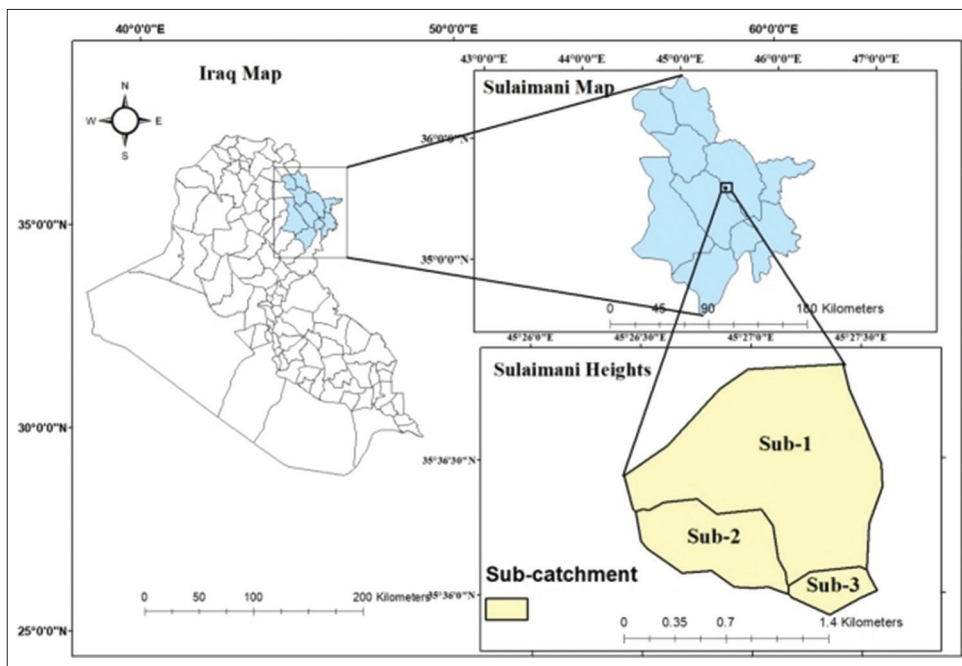 40°0'0"E 50°0'0"E 60°0'0"E
43°0'0"E 44°0'0"E 45°0'0"E 46°0'0"E 47°0'0"E
Iraq Map
N
W E
S
35°0'0"N
30°0'0"N
25°0'0"N
0 50 100 200 Kilometers
Sulaimani Map
36°0'0"N
35°0'0"N
0 45 90 180 Kilometers
45°26'0"E 45°26'30"E 45°27'0"E 45°27'30"E
Sulaimani Heights
Sub-1
35°36'30"N
Sub-2
Sub-catchment
Sub-3
35°36'0"N
0 0.35 0.7 1.4 Kilometers